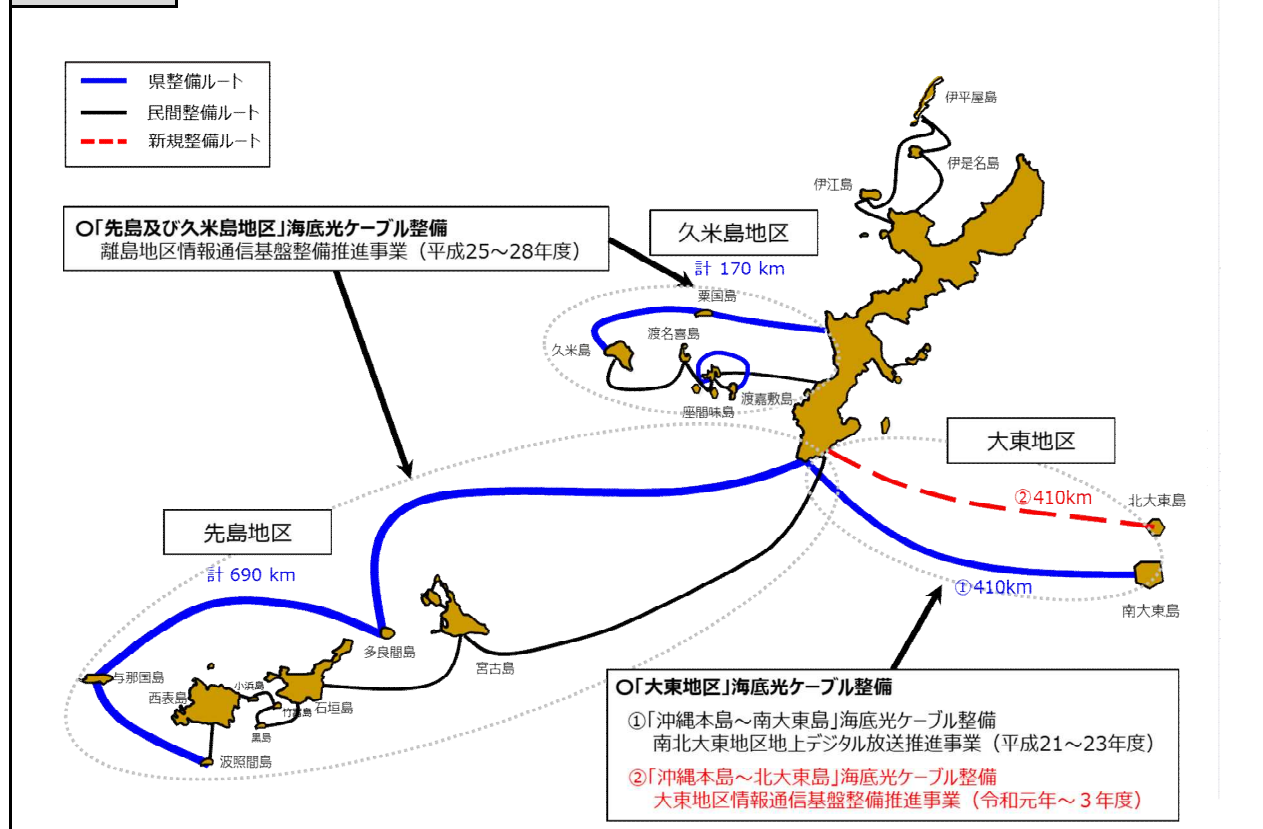 県整備ルート
民間整備ルート
新規整備ルート
伊平屋島
伊是名島
伊江島
〇「先島及び久米島地区」海底光ケーブル整備
離島地区情報通信基盤整備推進事業（平成25～28年度）
久米島地区
計 170 km
粟国島
渡名喜島
久米島
渡嘉敷島
座間味島
大東地区
②410km
北大東島
①410km
南大東島
先島地区
計 690 km
多良間島
宮古島
与那国島
西表島
小浜島
竹富島
石垣島
黒島
波照間島
〇「大東地区」海底光ケーブル整備
①「沖縄本島～南大東島」海底光ケーブル整備
南北大東地区地上デジタル放送推進事業（平成21～23年度）
②「沖縄本島～北大東島」海底光ケーブル整備
大東地区情報通信基盤整備推進事業（令和元年～３年度）